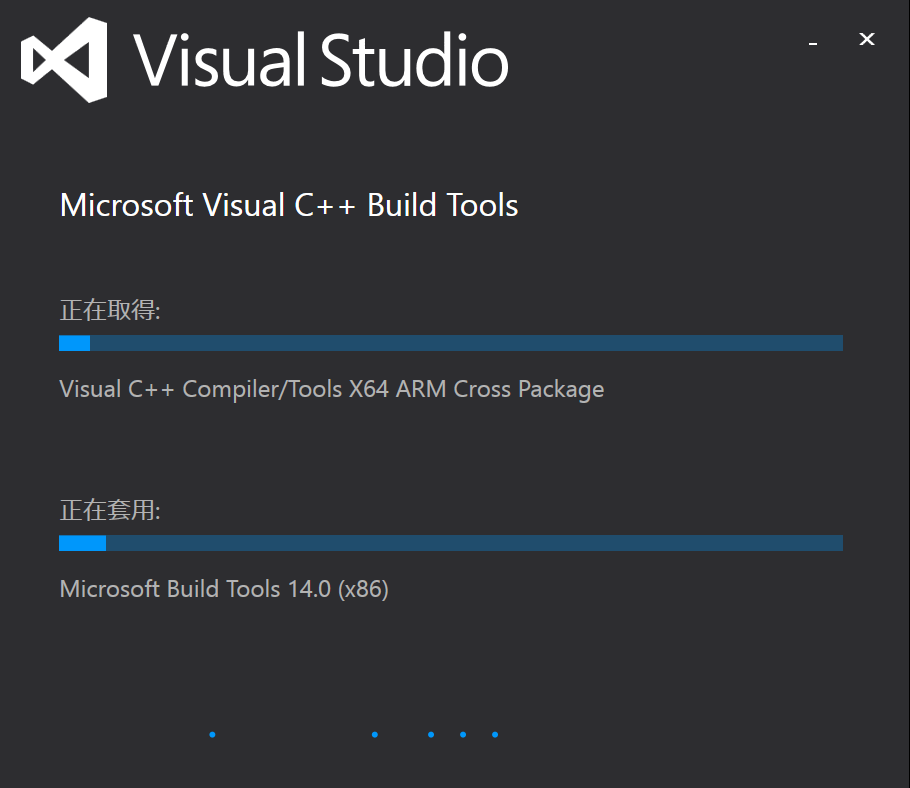 Visual Studio
Microsoft Visual C++ Build Tools
正在取得:
Visual C++ Compiler/Tools X64 ARM Cross Package
正在套用:
Microsoft Build Tools 14.0 (x86)